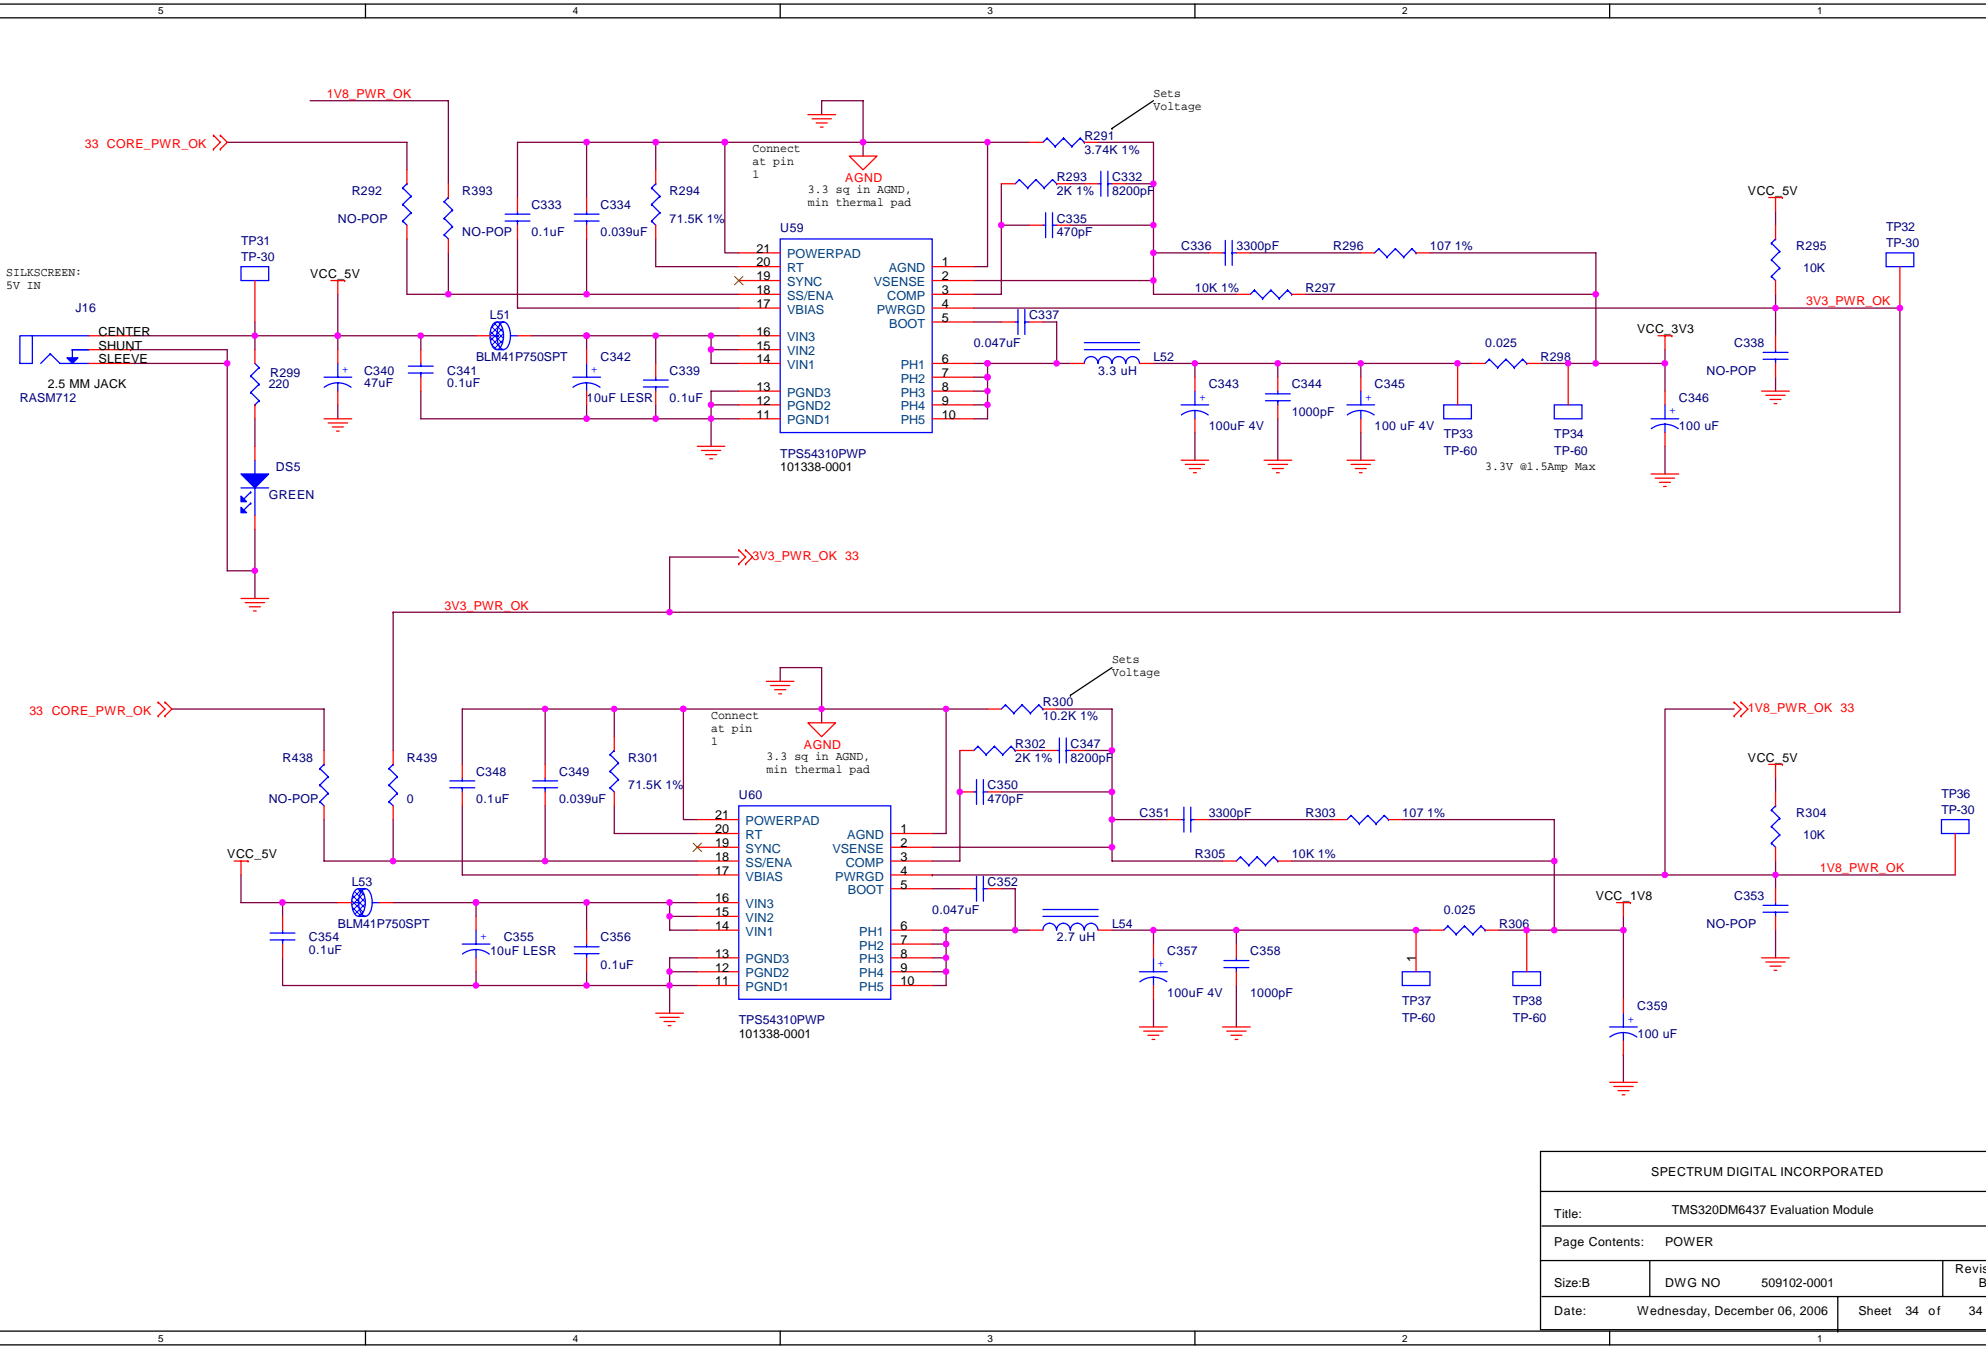 5 4 3 2 1
1V8_PWR_OK
33 CORE_PWR_OK
Sets
Voltage
R291
3.74K 1%
Connect
at pin
1
AGND
3.3 sq in AGND,
min thermal pad
R292
NO-POP
R393
NO-POP
C333
0.1uF
C334
0.039uF
R294
71.5K 1%
R293
2K 1%
C332
8200pF
C335
470pF
C336 3300pF
R296 107 1%
10K 1% R297
VCC_5V
R295
10K
TP32
TP-30
3V3_PWR_OK
SILKSCREEN:
5V IN
TP31
TP-30
VCC_5V
J16
CENTER
SHUNT
SLEEVE
2.5 MM JACK
RASM712
R299
220
C340
47uF
C341
0.1uF
L51
BLM41P750SPT
C342
10uF LESR
C339
0.1uF
U59
21 POWERPAD
20 RT
19 SYNC
18 SS/ENA
17 VBIAS
16 VIN3
15 VIN2
14 VIN1
13 PGND3
12 PGND2
11 PGND1
AGND 1
VSENSE 2
COMP 3
PWRGD 4
BOOT 5
PH1 6
PH2 7
PH3 8
PH4 9
PH5 10
TPS54310PWP
101338-0001
C337
0.047uF
L52
3.3 uH
C343
+
100uF 4V
C344
1000pF
C345
+
100 uF 4V
0.025
R298
TP33
TP-60
TP34
TP-60
3.3V @1.5Amp Max
VCC_3V3
C346
+
100 uF
C338
NO-POP
DS5
GREEN
3V3_PWR_OK 33
3V3_PWR_OK
Sets
Voltage
R300
10.2K 1%
33 CORE_PWR_OK
Connect
at pin
1
AGND
3.3 sq in AGND,
min thermal pad
R438
NO-POP
R439
0
C348
0.1uF
C349
0.039uF
R301
71.5K 1%
R302
2K 1%
C347
8200pF
C350
470pF
C351 3300pF
R303 107 1%
R305 10K 1%
1V8_PWR_OK 33
VCC_5V
R304
10K
TP36
TP-30
1V8_PWR_OK
VCC_5V
L53
BLM41P750SPT
C354
0.1uF
C355
+
10uF LESR
C356
0.1uF
U60
21 POWERPAD
20 RT
19 SYNC
18 SS/ENA
17 VBIAS
16 VIN3
15 VIN2
14 VIN1
13 PGND3
12 PGND2
11 PGND1
AGND 1
VSENSE 2
COMP 3
PWRGD 4
BOOT 5
PH1 6
PH2 7
PH3 8
PH4 9
PH5 10
TPS54310PWP
101338-0001
C352
0.047uF
L54
2.7 uH
C357
+
100uF 4V
C358
1000pF
0.025
R306
1
TP37
TP-60
TP38
TP-60
VCC_1V8
C359
+
100 uF
C353
NO-POP
SPECTRUM DIGITAL INCORPORATED
Title: TMS320DM6437 Evaluation Module
Page Contents: POWER
Size:B DWG NO 509102-0001
Revis
B
Date: Wednesday, December 06, 2006 Sheet 34 of 34
5 4 3 2 1